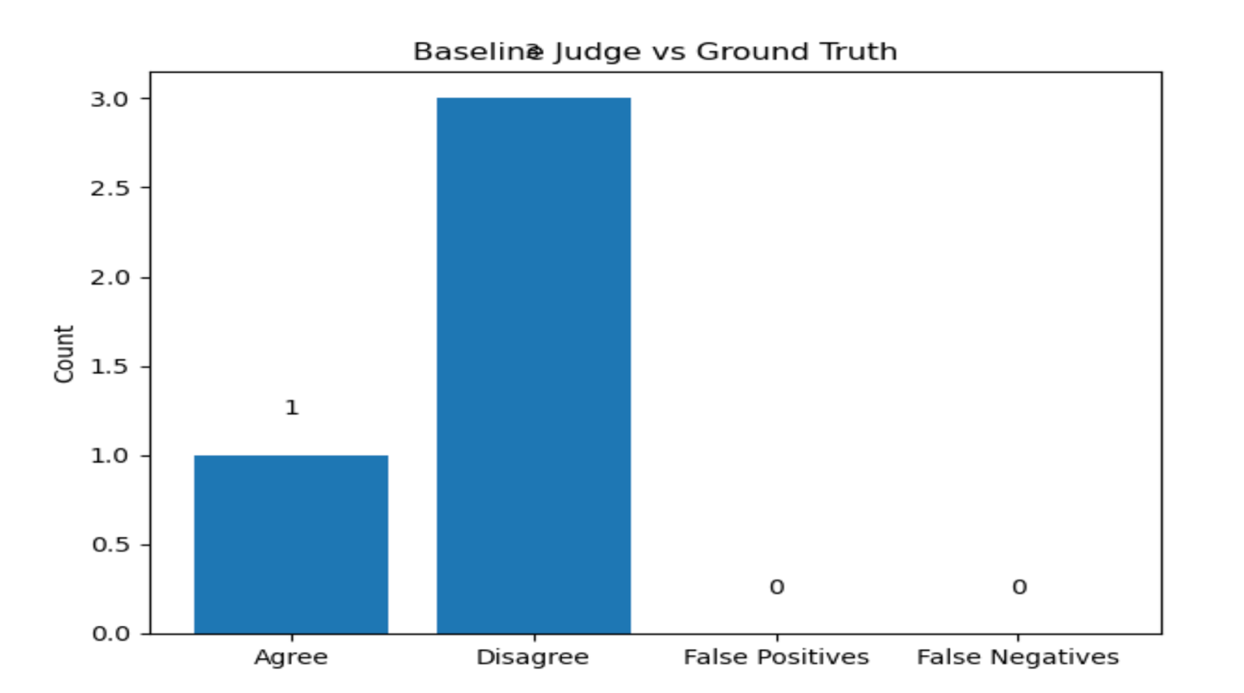 3
Baseline Judge vs Ground Truth
3.0
2.5
2.0
1.5
1.0
0.5
0.0
Count
1
0
0
Agree
Disagree
False Positives
False Negatives